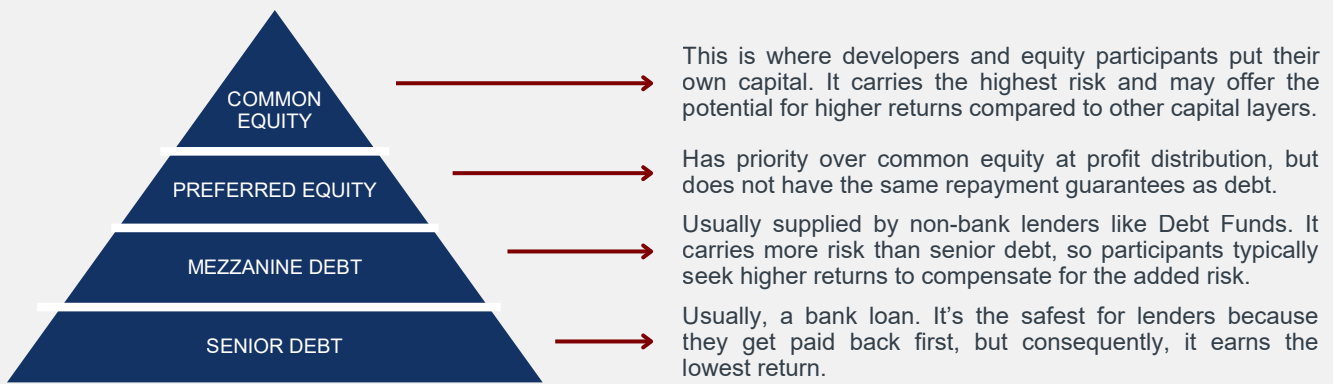 COMMON
EQUITY
This is where developers and equity participants put their
own capital. It carries the highest risk and may offer the
potential for higher returns compared to other capital layers.
PREFERRED EQUITY
Has priority over common equity at profit distribution, but
does not have the same repayment guarantees as debt.
MEZZANINE DEBT
Usually supplied by non-bank lenders like Debt Funds. It
carries more risk than senior debt, so participants typically
seek higher returns to compensate for the added risk.
SENIOR DEBT
Usually, a bank loan. It’s the safest for lenders because
they get paid back first, but consequently, it earns the
lowest return.